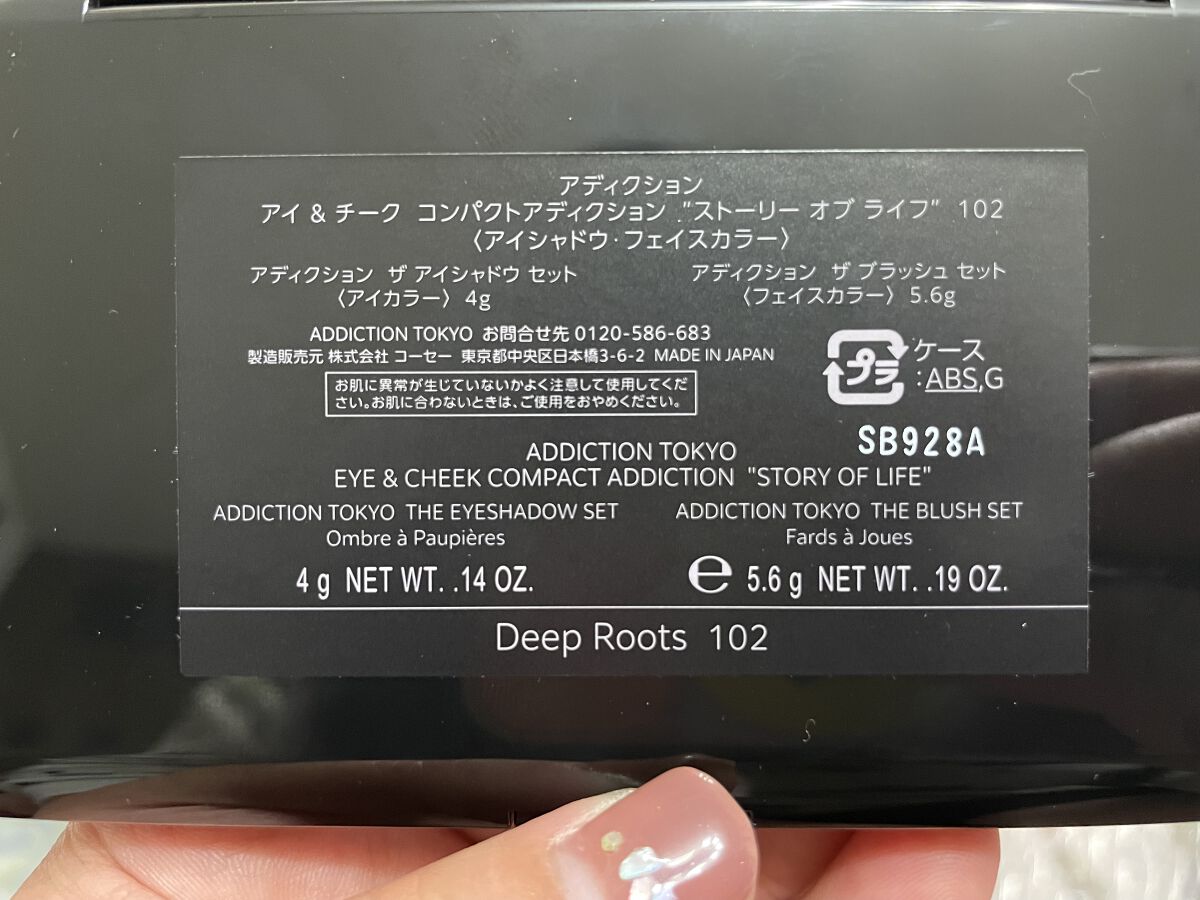 アディクション
アイ & チーク コンパクトアディクション "ストーリー オブ ライフ" 102
〈アイシャドウ・フェイスカラー〉
アディクション ザ アイシャドウ セット
〈アイカラー〉 4g
アディクション ザ ブラッシュ セット
〈フェイスカラー〉 5.6g
ADDICTION TOKYO お問合せ先 0120-586-683
製造販売元 株式会社 コーセー 東京都中央区日本橋3-6-2 MADE IN JAPAN
お肌に異常が生じていないかよく注意して使用してくだ
さい。お肌に合わないときは、ご使用をおやめください。
プラ
ケース
:ABS,G
SB928A
ADDICTION TOKYO
EYE & CHEEK COMPACT ADDICTION "STORY OF LIFE"
ADDICTION TOKYO THE EYESHADOW SET
Ombre à Paupières
4 g NET WT. .14 OZ.
ADDICTION TOKYO THE BLUSH SET
Fards à Joues
℮ 5.6 g NET WT. .19 OZ.
Deep Roots 102